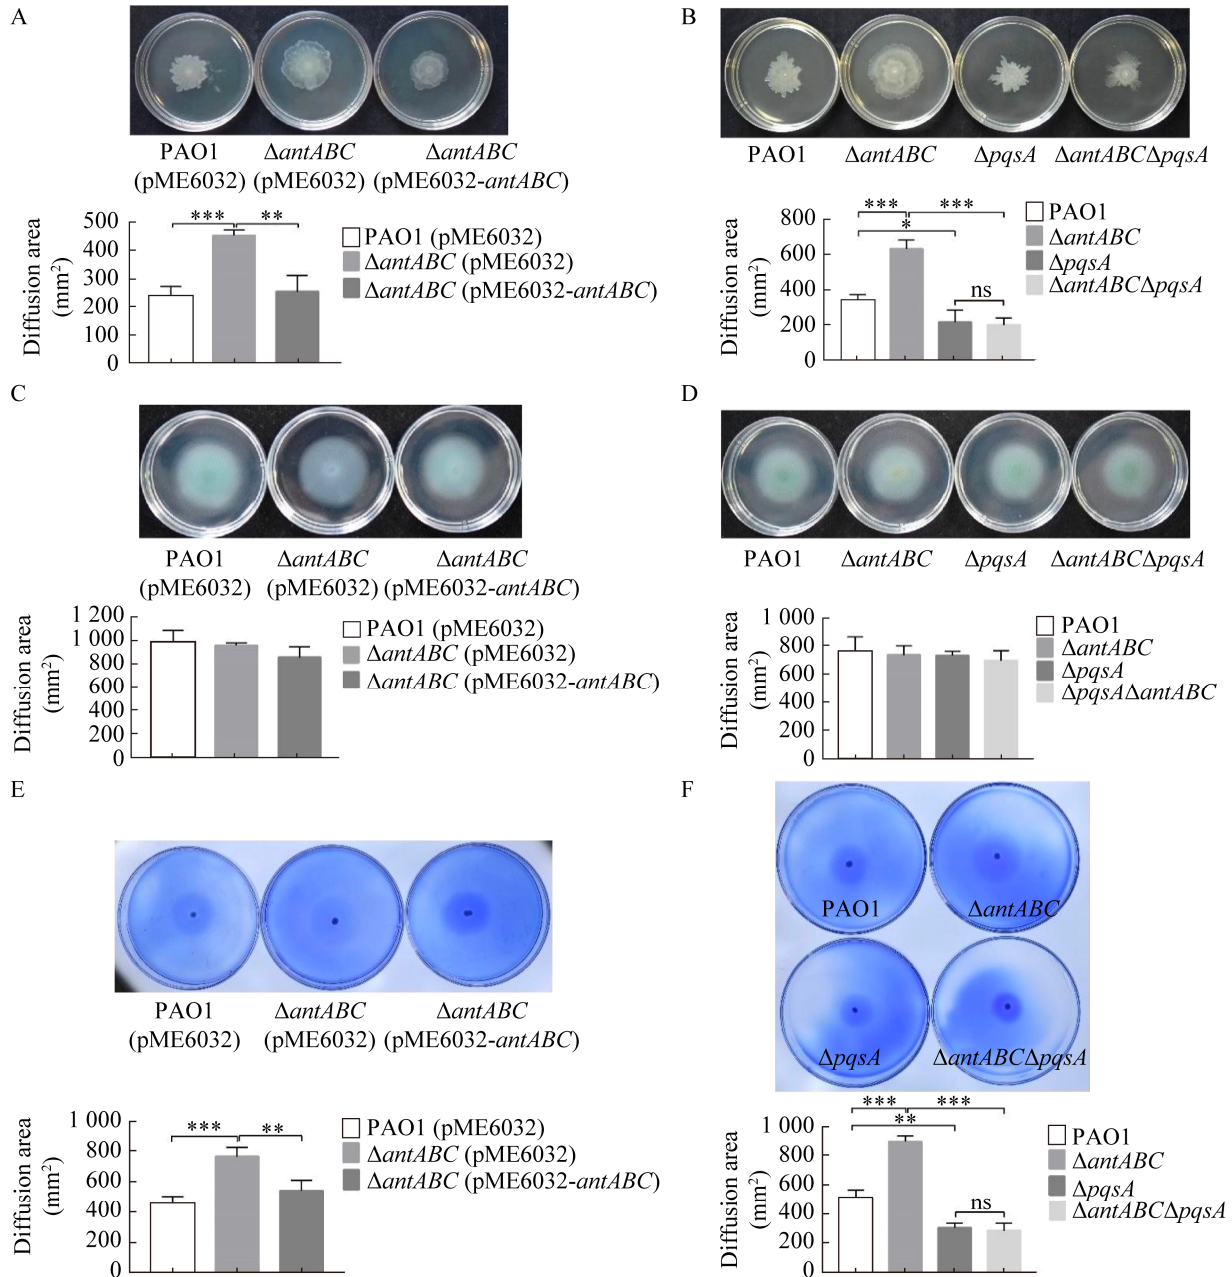 A
PAO1
(pME6032)
ΔantABC
(pME6032)
ΔantABC
(pME6032-antABC)
Diffusion area
(mm²)
500
400
300
200
100
0
***
**
PAO1 (pME6032)
ΔantABC (pME6032)
ΔantABC (pME6032-antABC)
B
PAO1
ΔantABC
ΔpqsA
ΔantABCΔpqsA
Diffusion area
(mm²)
800
600
400
200
0
***
***
*
ns
PAO1
ΔantABC
ΔpqsA
ΔantABCΔpqsA
C
PAO1
(pME6032)
ΔantABC
(pME6032)
ΔantABC
(pME6032-antABC)
Diffusion area
(mm²)
1 200
1 000
800
600
400
200
0
PAO1 (pME6032)
ΔantABC (pME6032)
ΔantABC (pME6032-antABC)
D
PAO1
ΔantABC
ΔpqsA
ΔantABCΔpqsA
Diffusion area
(mm²)
1 000
800
600
400
200
0
PAO1
ΔantABC
ΔpqsA
ΔpqsAΔantABC
E
PAO1
(pME6032)
ΔantABC
(pME6032)
ΔantABC
(pME6032-antABC)
Diffusion area
(mm²)
1 000
800
600
400
200
0
***
**
PAO1 (pME6032)
ΔantABC (pME6032)
ΔantABC (pME6032-antABC)
F
PAO1
ΔantABC
ΔpqsA
ΔantABCΔpqsA
Diffusion area
(mm²)
1 000
800
600
400
200
0
***
***
**
ns
PAO1
ΔantABC
ΔpqsA
ΔantABCΔpqsA